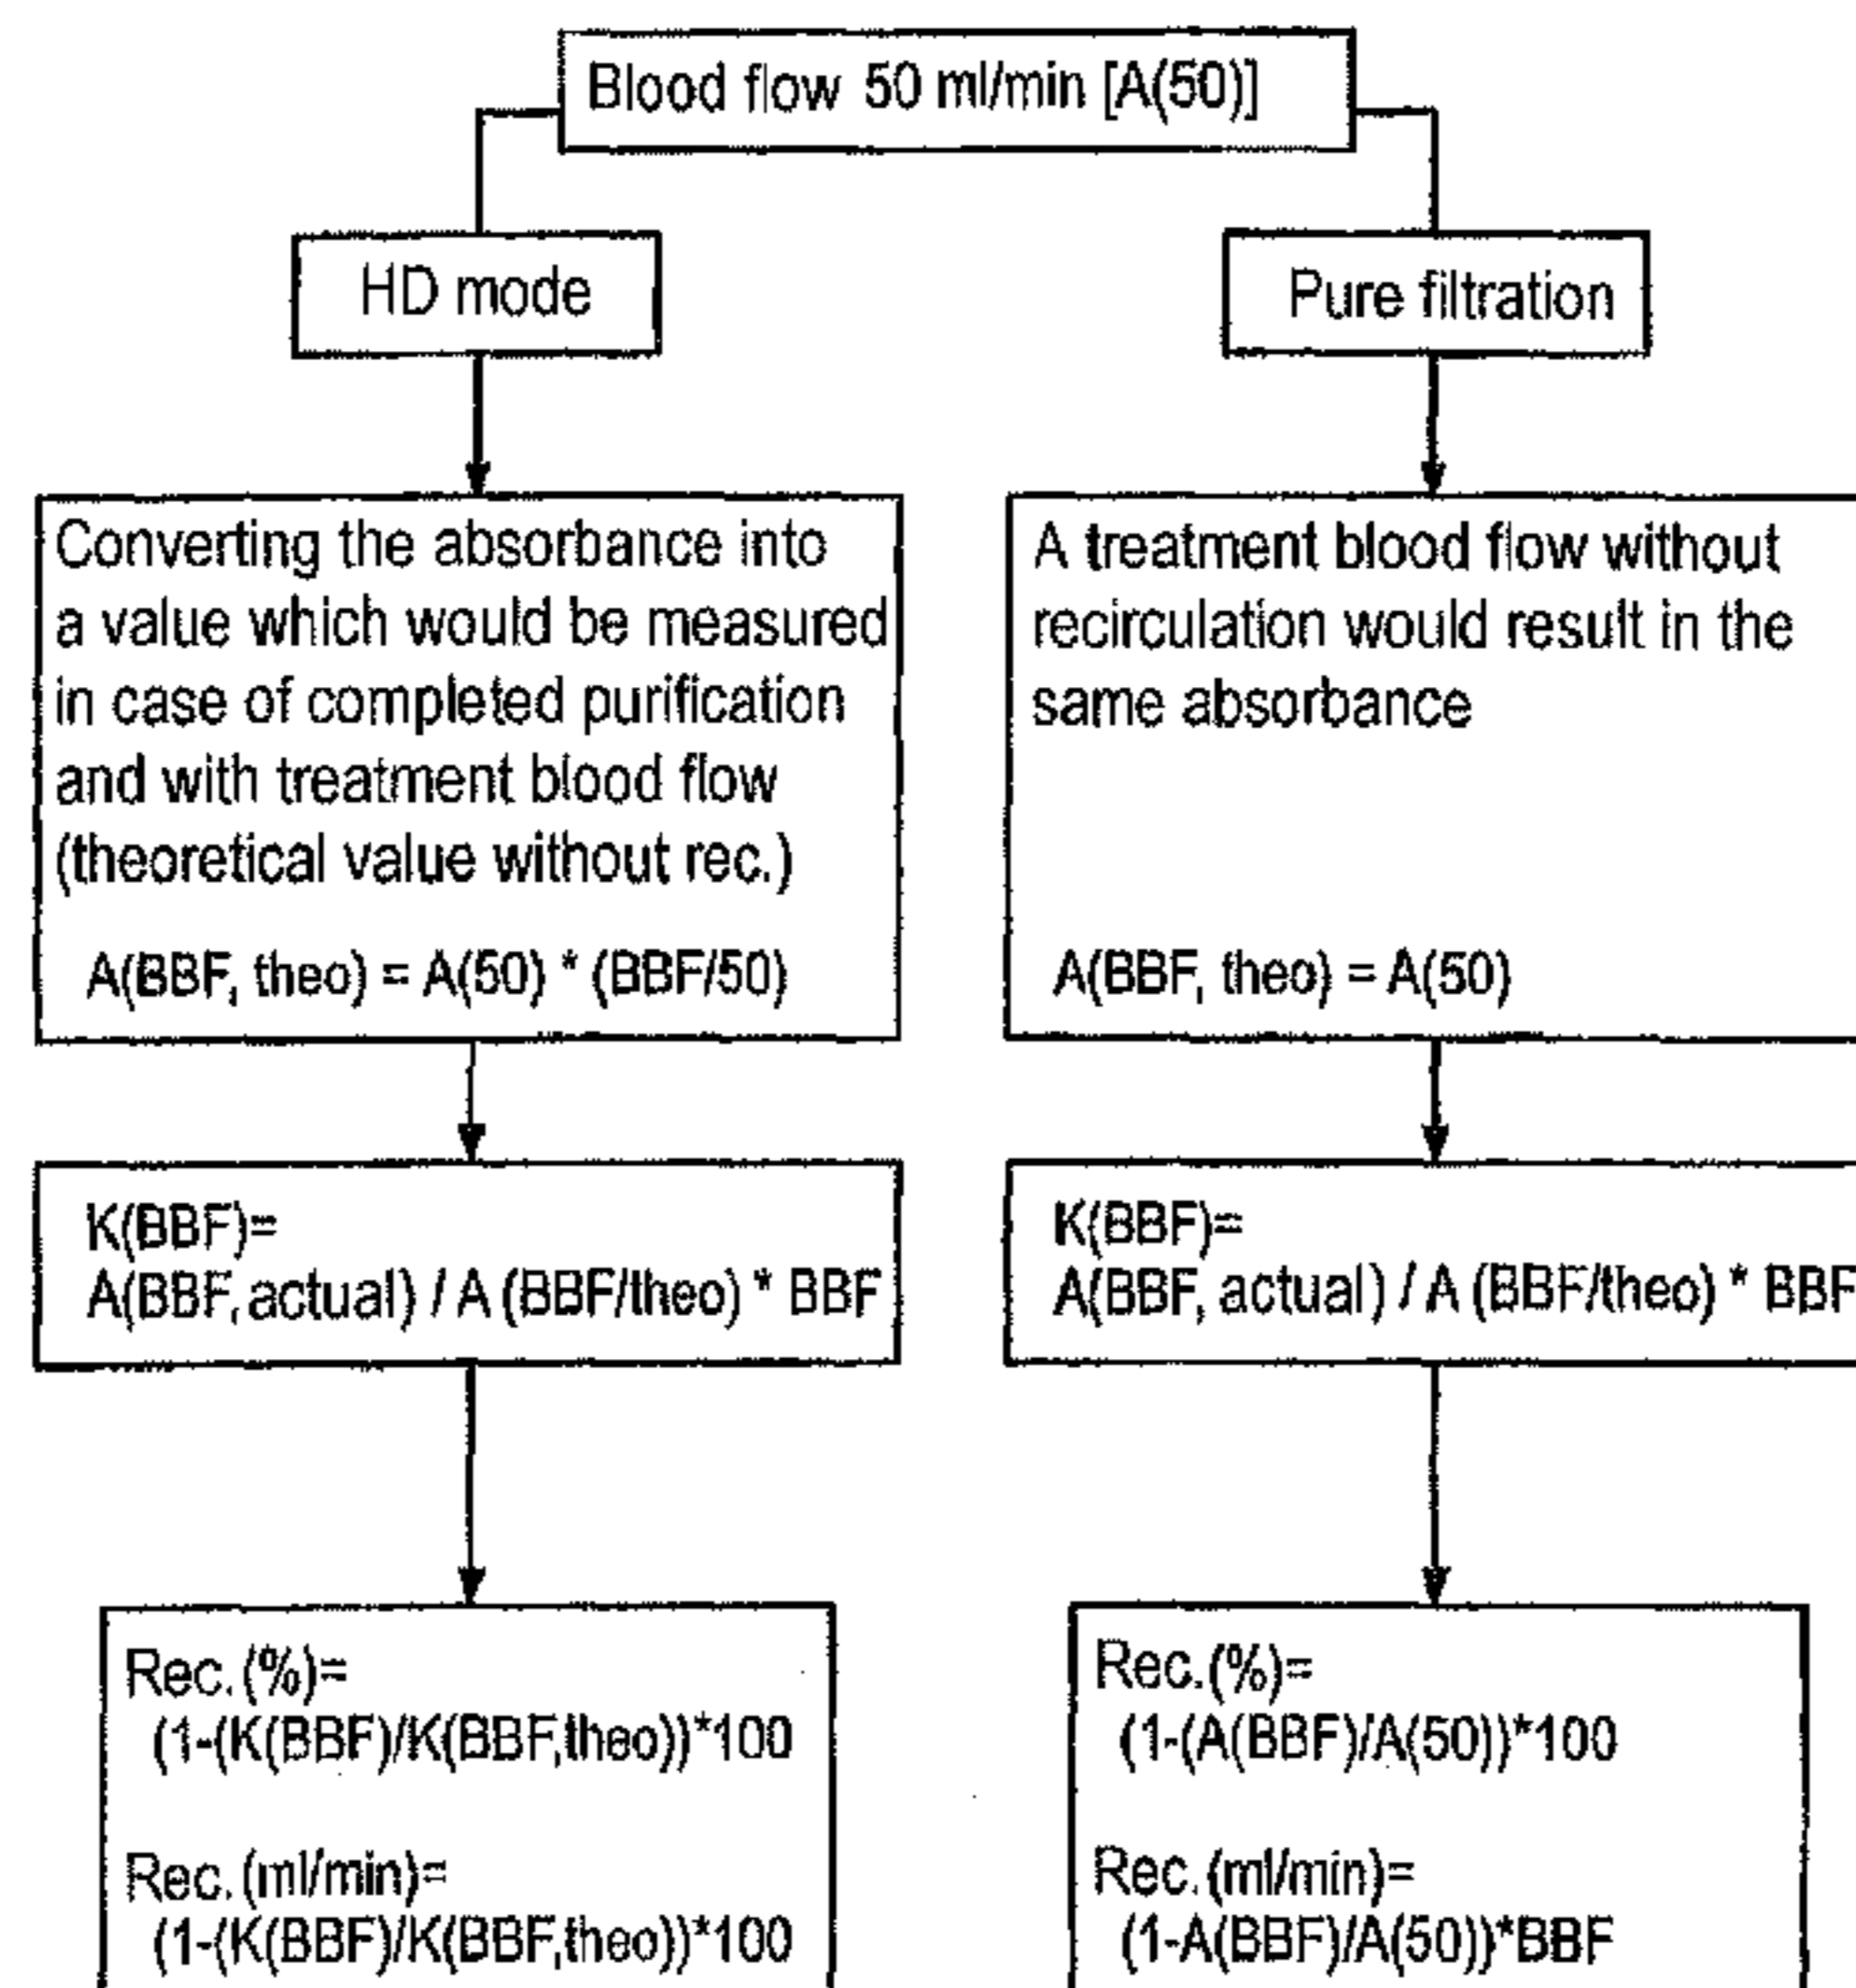 Blood flow 50 ml/min [A(50)]
HD mode
Pure filtration
Converting the absorbance into
a value which would be measured
in case of completed purification
and with treatment blood flow
(theoretical value without rec.)
A(BBF, theo) = A(50) * (BBF/50)
A treatment blood flow without
recirculation would result in the
same absorbance
A(BBF, theo) = A(50)
K(BBF)=
A(BBF, actual) / A (BBF/theo) * BBF
K(BBF)=
A(BBF, actual) / A (BBF/theo) * BBF
Rec.(%)=
(1-(K(BBF)/K(BBF,theo))*100
Rec.(ml/min)=
(1-(K(BBF)/K(BBF,theo))*100
Rec.(%)=
(1-(A(BBF)/A(50))*100
Rec.(ml/min)=
(1-A(BBF)/A(50))*BBF